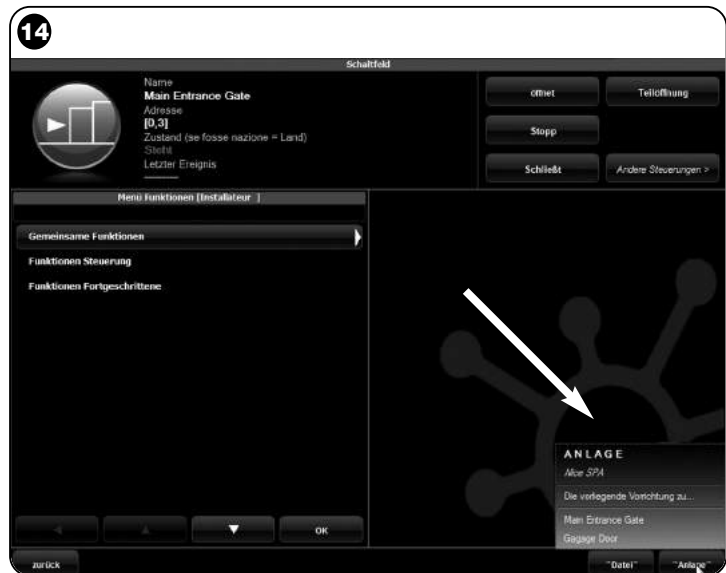 14
Schaltfeld
Name
Main Entrance Gate
Adresse
[0,3]
Zustand (se fosse nazione = Land)
Steht
Letzter Ereignis
öffnet
Teilöffnung
Stopp
Schließt
Andere Steuerungen >
Menü Funktionen [Installateur ]
Gemeinsame Funktionen
Funktionen Steuerung
Funktionen Fortgeschrittene
ANLAGE
Nice SPA
Die vorliegende Vorrichtung zu...
Main Entrance Gate
Gagage Door
OK
zurück
"Datei"
"Anlage"